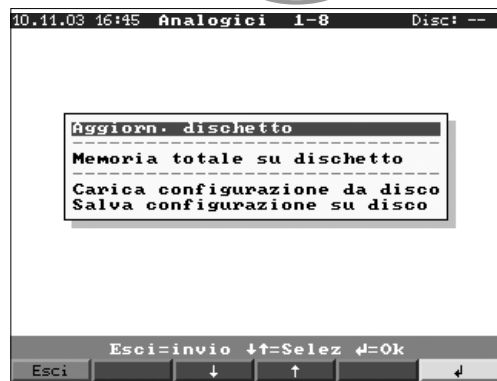 10.11.03 16:45 Analogici 1-8 Disc: --
Aggiorn. dischetto
Memoria totale su dischetto
Carica configurazione da disco
Salva configurazione su disco
Esci=invio ↓↑=Selez ↲=Ok
Esci ↓ ↑ ↲